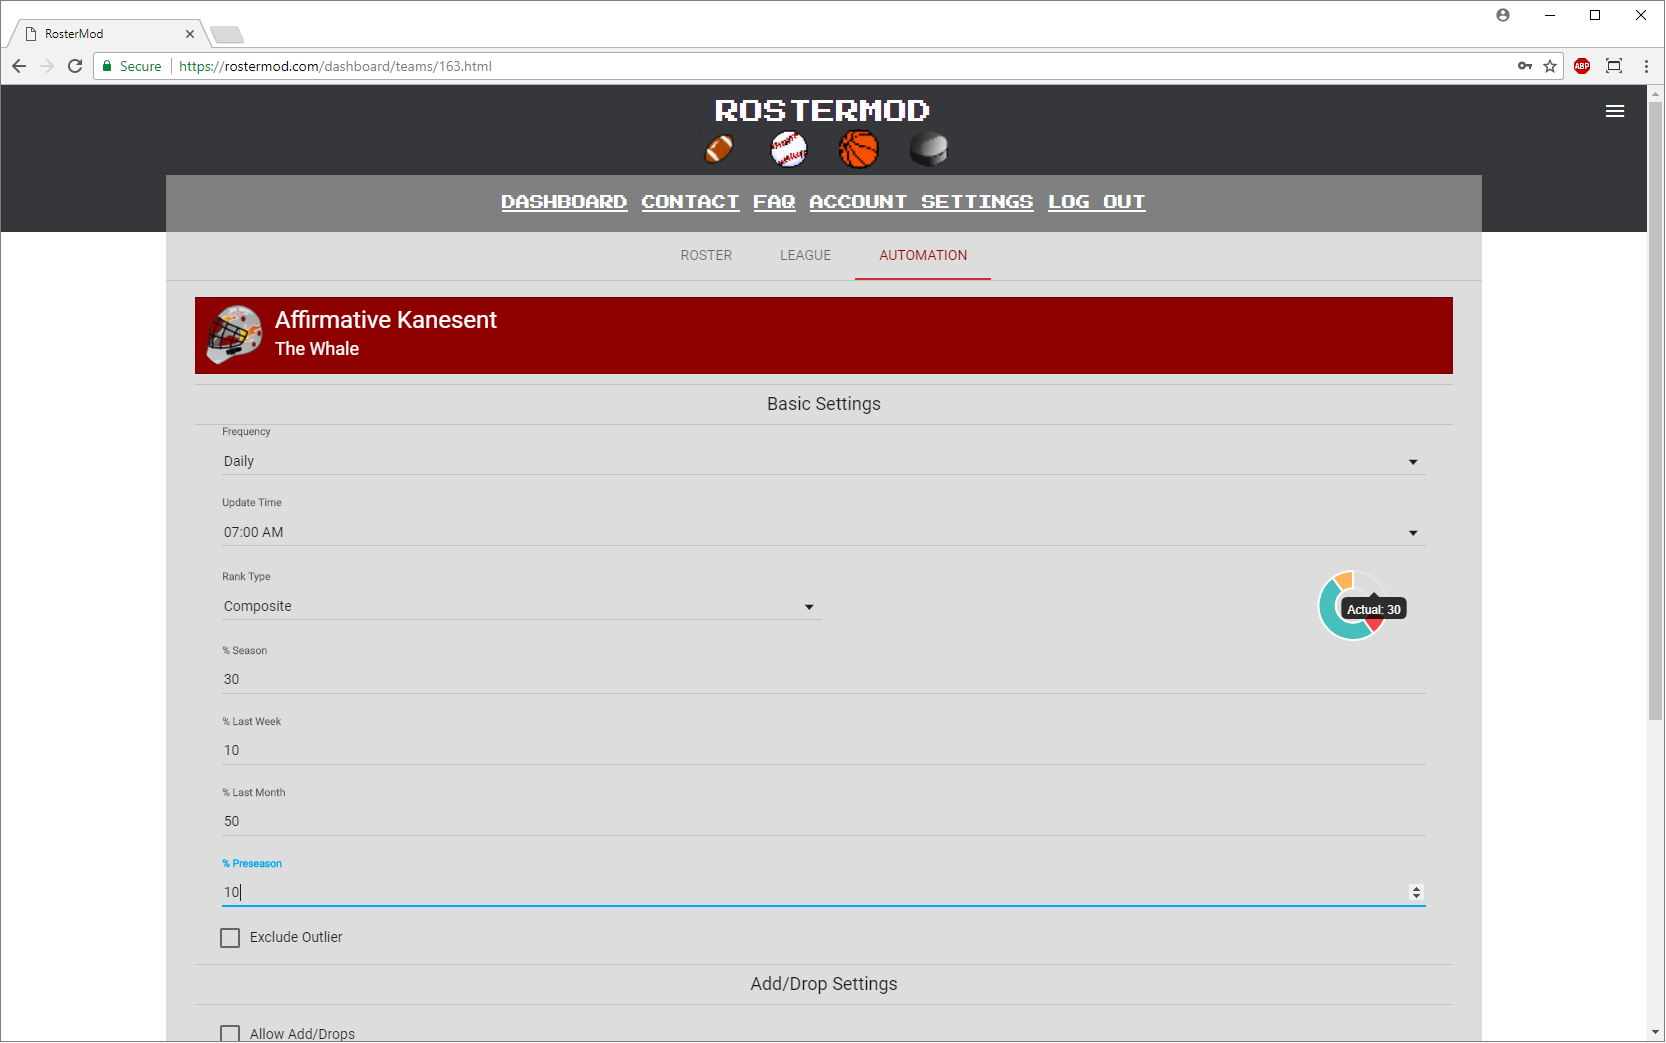 RosterMod
Secure https://rostermod.com/dashboard/teams/163.html
ABP
ROSTERMOD
DASHBOARD CONTACT FAQ ACCOUNT SETTINGS LOG OUT
ROSTER LEAGUE AUTOMATION
Affirmative Kanesent
The Whale
Basic Settings
Frequency
Daily
Update Time
07:00 AM
Rank Type
Composite
Actual: 30
% Season
30
% Last Week
10
% Last Month
50
% Preseason
10
Exclude Outlier
Add/Drop Settings
Allow Add/Drops